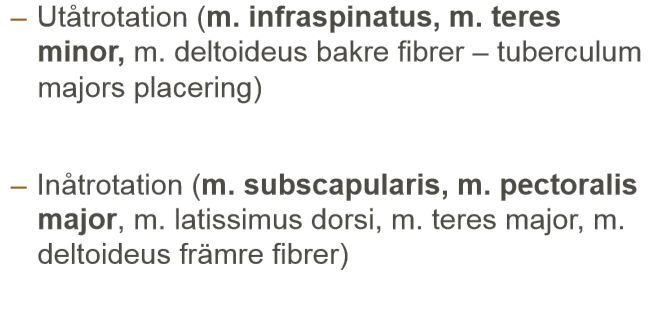 – Utåtrotation (m. infraspinatus, m. teres
minor, m. deltoideus bakre fibrer – tuberculum
majors placering)
– Inåtrotation (m. subscapularis, m. pectoralis
major, m. latissimus dorsi, m. teres major, m.
deltoideus främre fibrer)